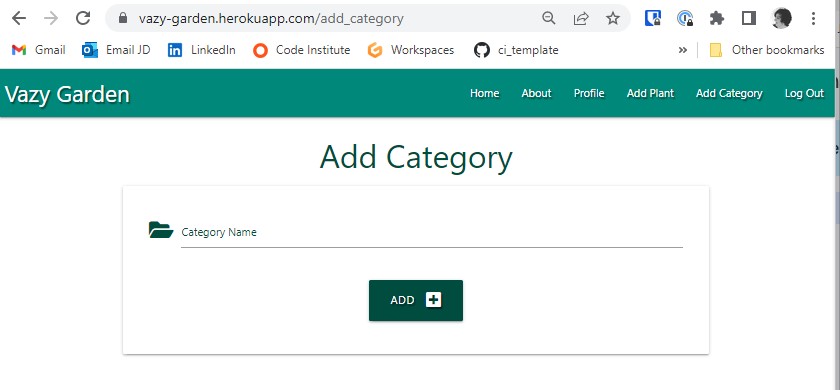 vazy-garden.herokuapp.com/add_category
Gmail Email JD LinkedIn Code Institute Workspaces ci_template » Other bookmarks
Vazy Garden Home About Profile Add Plant Add Category Log Out
Add Category
Category Name
ADD